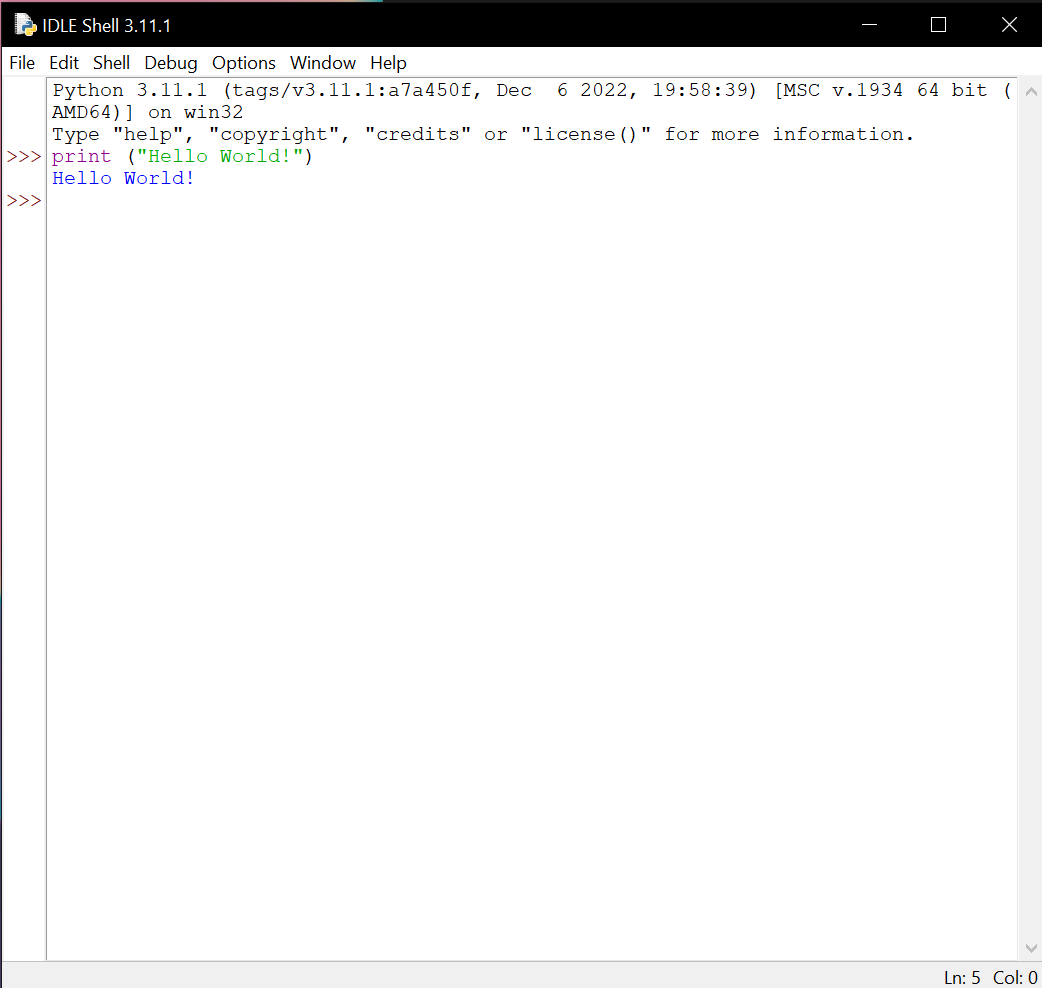 IDLE Shell 3.11.1
File Edit Shell Debug Options Window Help
Python 3.11.1 (tags/v3.11.1:a7a450f, Dec  6 2022, 19:58:39) [MSC v.1934 64 bit (
AMD64)] on win32
Type "help", "copyright", "credits" or "license()" for more information.
>>> print ("Hello World!")
Hello World!
>>>
Ln: 5 Col: 0